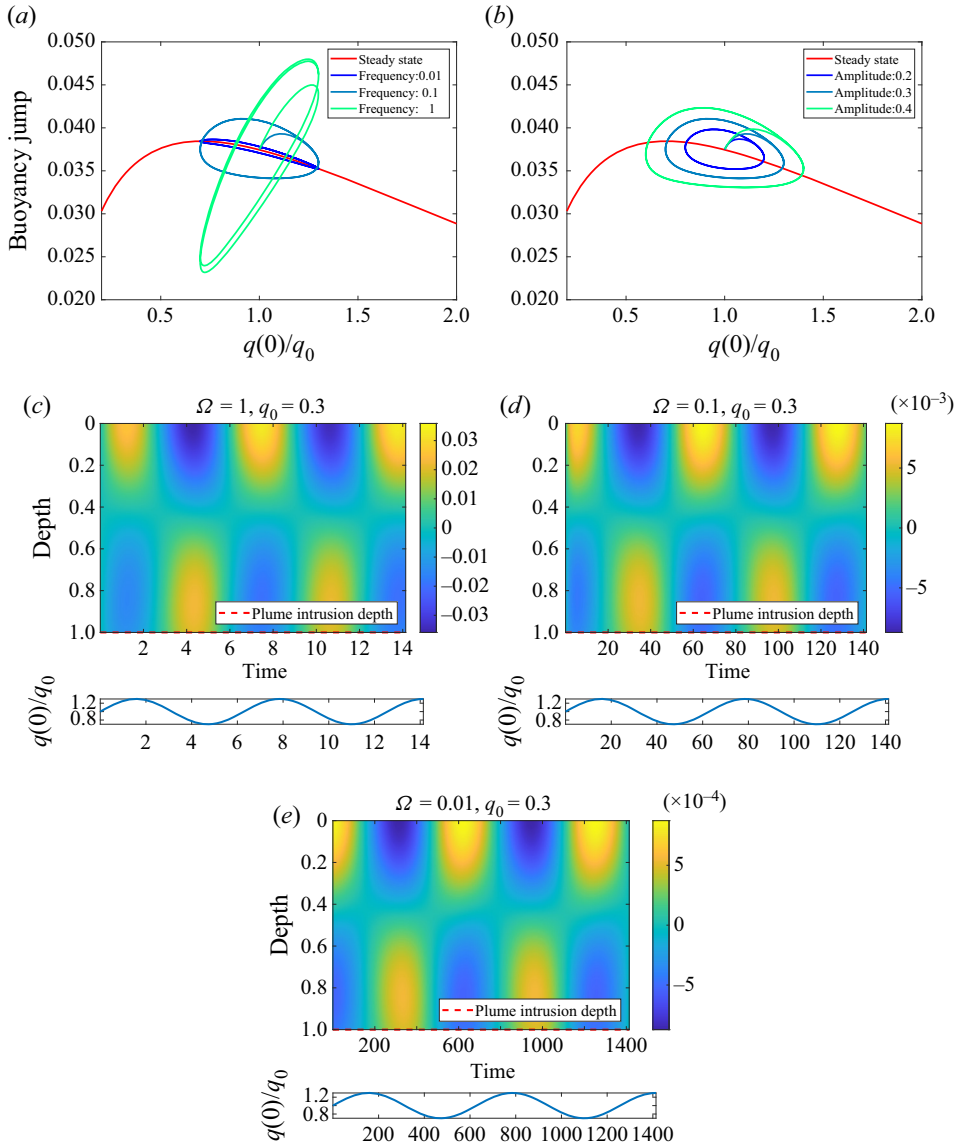 (a)
0.050
0.045
0.040
0.035
0.030
0.025
0.020
Buoyancy jump
0.5 1.0 1.5 2.0
q(0)/q0
Steady state
Frequency:0.01
Frequency: 0.1
Frequency: 1
(b)
0.050
0.045
0.040
0.035
0.030
0.025
0.020
0.5 1.0 1.5 2.0
q(0)/q0
Steady state
Amplitude:0.2
Amplitude:0.3
Amplitude:0.4
(c)
Ω = 1, q0 = 0.3
0
0.2
0.4
0.6
0.8
1.0
Depth
Plume intrusion depth
2 4 6 8 10 12 14
Time
0.03
0.02
0.01
0
–0.01
–0.02
–0.03
q(0)/q0
1.2
0.8
2 4 6 8 10 12 14
(d)
Ω = 0.1, q0 = 0.3
(×10–3)
0
0.2
0.4
0.6
0.8
1.0
Plume intrusion depth
20 40 60 80 100 120 140
Time
5
0
–5
q(0)/q0
1.2
0.8
20 40 60 80 100 120 140
(e)
Ω = 0.01, q0 = 0.3
(×10–4)
0
0.2
0.4
0.6
0.8
1.0
Depth
Plume intrusion depth
200 600 1000 1400
Time
5
0
–5
q(0)/q0
1.2
0.8
200 400 600 800 1000 1200 1400